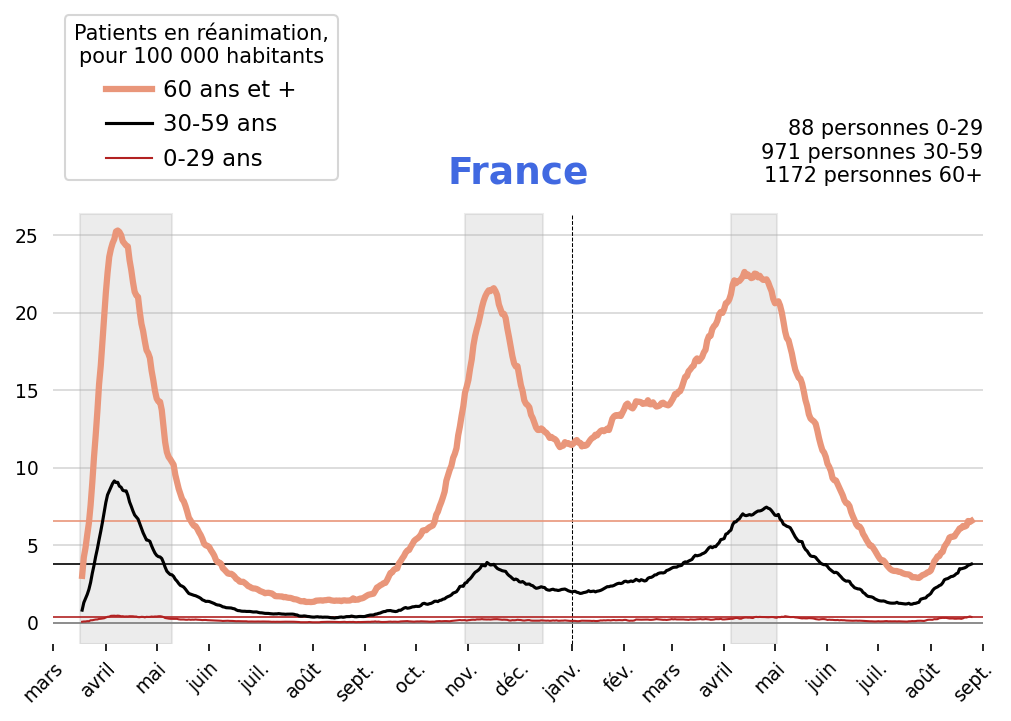 Patients en réanimation,
pour 100 000 habitants
60 ans et +
30-59 ans
0-29 ans
France
88 personnes 0-29
971 personnes 30-59
1172 personnes 60+
25
20
15
10
5
0
mars avril mai juin juil. août sept. oct. nov. déc. janv. fév. mars avril mai juin juil. août sept.